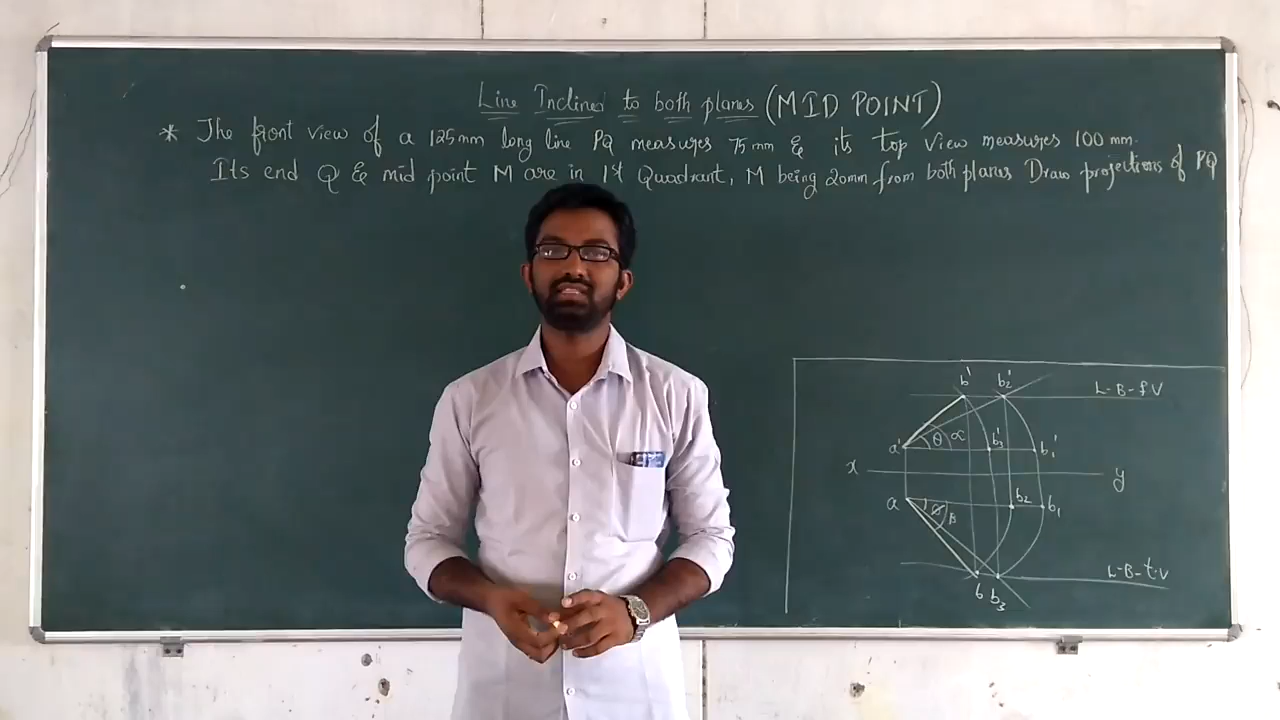 Line Inclined to both planes (MID POINT)
* The front view of a 125mm long line PQ measures 75mm & its top view measures 100 mm.
Its end Q & mid point M are in 1st Quadrant, M being 20mm from both planes Draw projections of PQ
b' b2' L-B-f.V
a' θ α b3' b1'
x y
a Ø β b2 b1
b b3 L-B-t.V